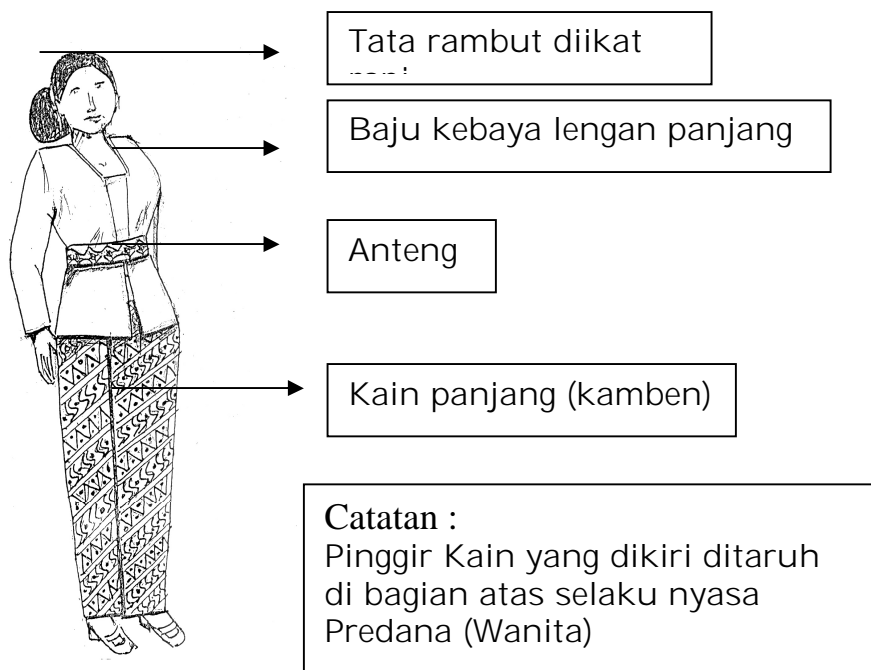 Tata rambut diikat
Baju kebaya lengan panjang
Anteng
Kain panjang (kamben)
Catatan :
Pinggir Kain yang dikiri ditaruh
di bagian atas selaku nyasa
Predana (Wanita)